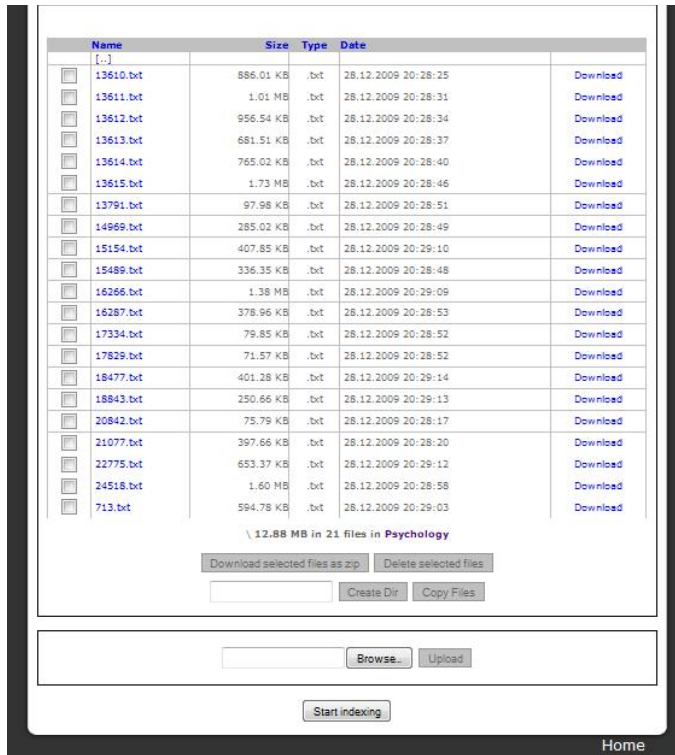 Name Size Type Date
[..]
13610.txt 886.01 KB .txt 28.12.2009 20:28:25 Download
13611.txt 1.01 MB .txt 28.12.2009 20:28:31 Download
13612.txt 956.54 KB .txt 28.12.2009 20:28:34 Download
13613.txt 681.51 KB .txt 28.12.2009 20:28:37 Download
13614.txt 765.02 KB .txt 28.12.2009 20:28:40 Download
13615.txt 1.73 MB .txt 28.12.2009 20:28:46 Download
13791.txt 97.98 KB .txt 28.12.2009 20:28:51 Download
14969.txt 285.02 KB .txt 28.12.2009 20:28:49 Download
15154.txt 407.85 KB .txt 28.12.2009 20:29:10 Download
15489.txt 336.35 KB .txt 28.12.2009 20:28:48 Download
16266.txt 1.38 MB .txt 28.12.2009 20:29:09 Download
16287.txt 378.96 KB .txt 28.12.2009 20:28:53 Download
17334.txt 79.85 KB .txt 28.12.2009 20:28:52 Download
17829.txt 71.57 KB .txt 28.12.2009 20:28:52 Download
18477.txt 401.28 KB .txt 28.12.2009 20:29:14 Download
18843.txt 250.66 KB .txt 28.12.2009 20:29:13 Download
20842.txt 75.79 KB .txt 28.12.2009 20:28:17 Download
21077.txt 397.66 KB .txt 28.12.2009 20:28:20 Download
22775.txt 653.37 KB .txt 28.12.2009 20:29:12 Download
24518.txt 1.60 MB .txt 28.12.2009 20:28:58 Download
713.txt 594.78 KB .txt 28.12.2009 20:29:03 Download
\ 12.88 MB in 21 files in Psychology
Download selected files as zip Delete selected files
Create Dir Copy Files
Browse.. Upload
Start indexing
Home